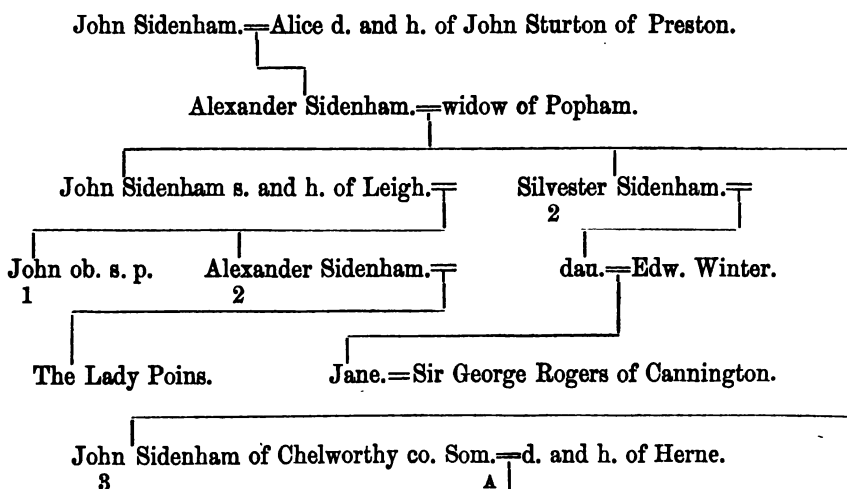 John Sidenham.=Alice d. and h. of John Sturton of Preston.
Alexander Sidenham.=widow of Popham.
John Sidenham s. and h. of Leigh.= Silvester Sidenham.=
2
John ob. s. p. Alexander Sidenham.= dau.=Edw. Winter.
1 2
The Lady Poins. Jane.=Sir George Rogers of Cannington.
John Sidenham of Chelworthy co. Som.=d. and h. of Herne.
3 A